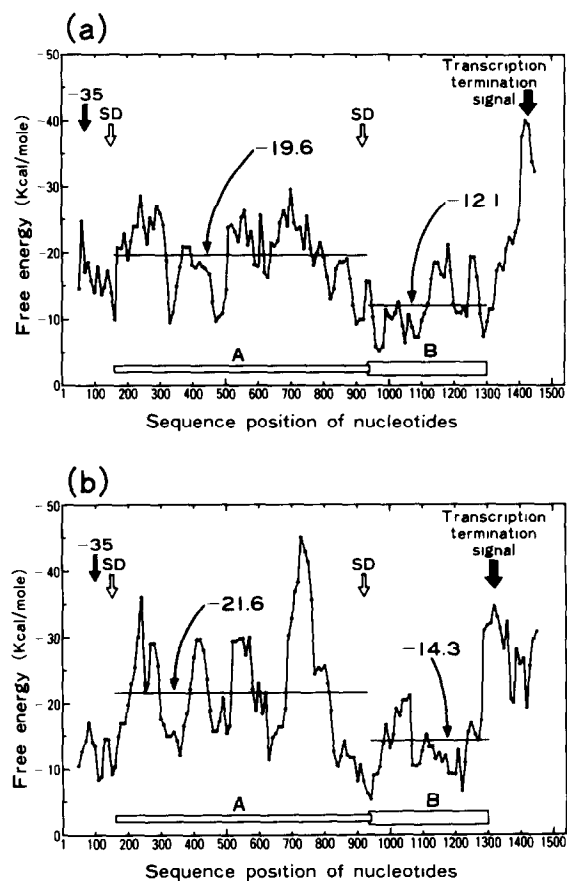 (a)
Transcription
termination
signal
-35
SD
SD
-50
-40
-30
-20
-10
0
Free energy (Kcal/mole)
-19.6
-12.1
A
B
100 200 300 400 500 600 700 800 900 1000 1100 1200 1300 1400 1500
Sequence position of nucleotides
(b)
Transcription
termination
signal
-35
SD
SD
-50
-40
-30
-20
-10
0
Free energy (Kcal/mole)
-21.6
-14.3
A
B
100 200 300 400 500 600 700 800 900 1000 1100 1200 1300 1400 1500
Sequence position of nucleotides